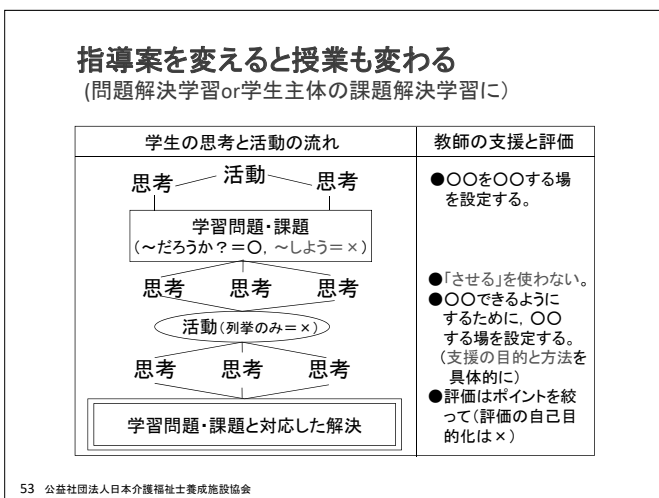 指導案を変えると授業も変わる
(問題解決学習or学生主体の課題解決学習に)
学生の思考と活動の流れ
思考 活動 思考
学習問題・課題
(～だろうか?=〇, ～しよう=×)
思考 思考 思考
活動(列挙のみ=×)
思考 思考 思考
学習問題・課題と対応した解決
教師の支援と評価
●〇〇を〇〇する場
を設定する。
●「させる」を使わない。
●〇〇できるように
するために, 〇〇
する場を設定する。
(支援の目的と方法を
具体的に)
●評価はポイントを絞
って(評価の自己目
的化は×)
53 公益社団法人日本介護福祉士養成施設協会